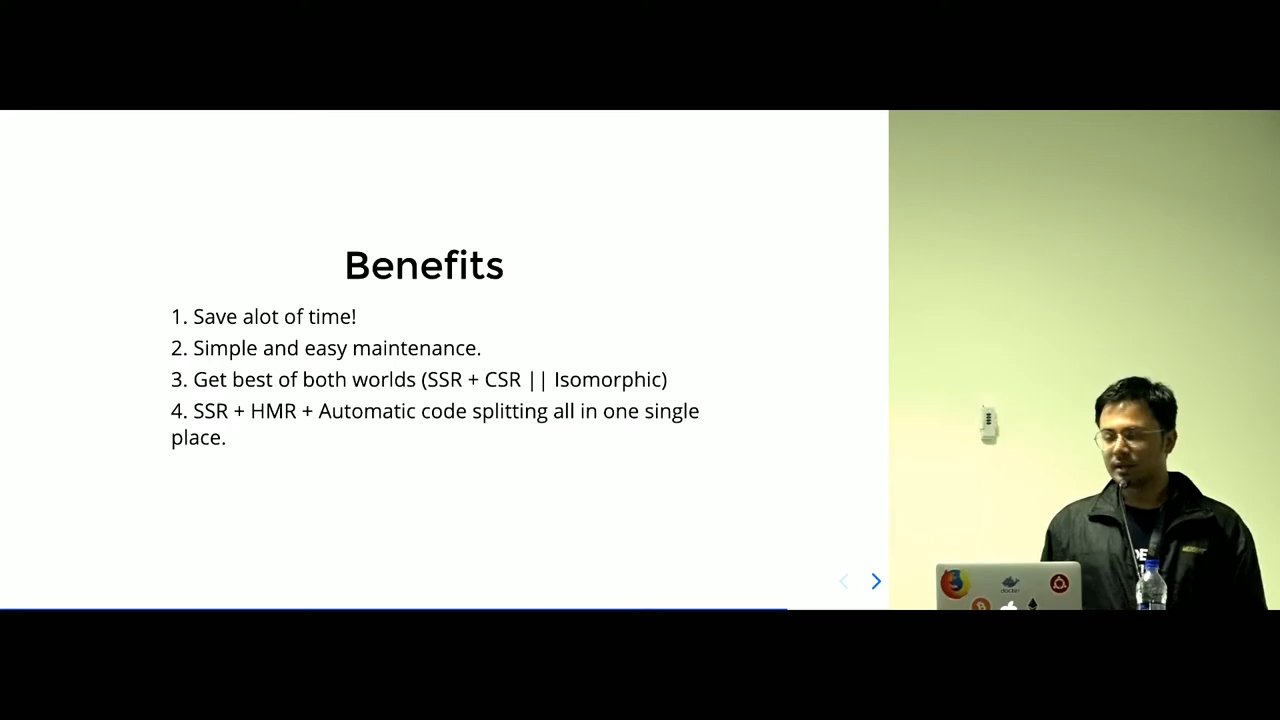 Benefits
1. Save alot of time!
2. Simple and easy maintenance.
3. Get best of both worlds (SSR + CSR || Isomorphic)
4. SSR + HMR + Automatic code splitting all in one single
place.
docker